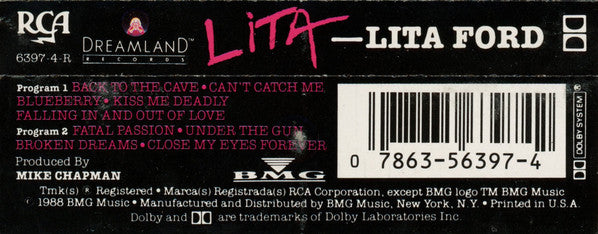 RCA
6397-4-R
DREAMLAND™
RECORDS
LITA —LITA FORD
Program 1 BACK TO THE CAVE • CAN'T CATCH ME
BLUEBERRY • KISS ME DEADLY
FALLING IN AND OUT OF LOVE
Program 2 FATAL PASSION • UNDER THE GUN
BROKEN DREAMS • CLOSE MY EYES FOREVER
Produced By
MIKE CHAPMAN
BMG
0 7863-56397-4
DOLBY SYSTEM®
Tmk(s) ® Registered • Marca(s) Registrada(s) RCA Corporation, except BMG logo TM BMG Music
© 1988 BMG Music • Manufactured and Distributed by BMG Music, New York, N.Y. • Printed in U.S.A.
Dolby and are trademarks of Dolby Laboratories Inc.